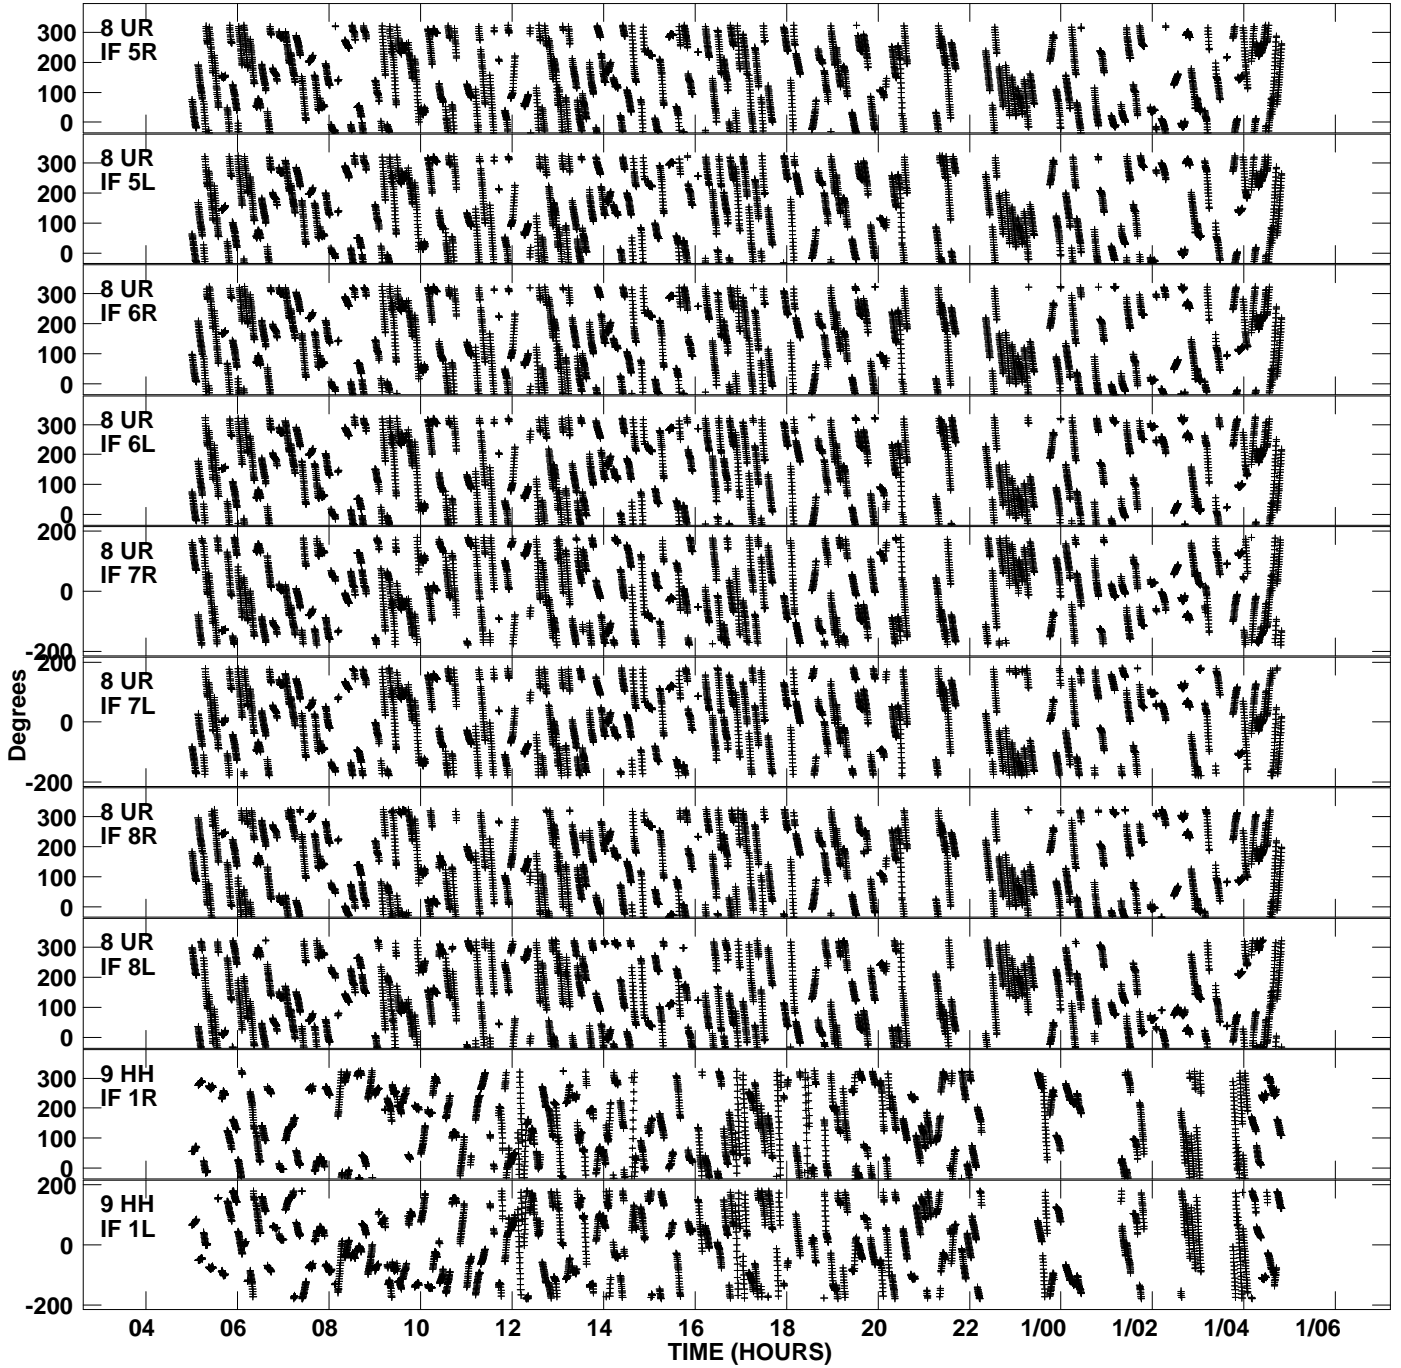 8 UR
IF 5R
300
200
100
0
8 UR
IF 5L
300
200
100
0
8 UR
IF 6R
300
200
100
0
8 UR
IF 6L
300
200
100
0
8 UR
IF 7R
200
0
-200
8 UR
IF 7L
200
0
-200
8 UR
IF 8R
300
200
100
0
8 UR
IF 8L
300
200
100
0
9 HH
IF 1R
300
200
100
0
9 HH
IF 1L
200
0
-200
Degrees
04 06 08 10 12 14 16 18 20 22 1/00 1/02 1/04 1/06
TIME (HOURS)